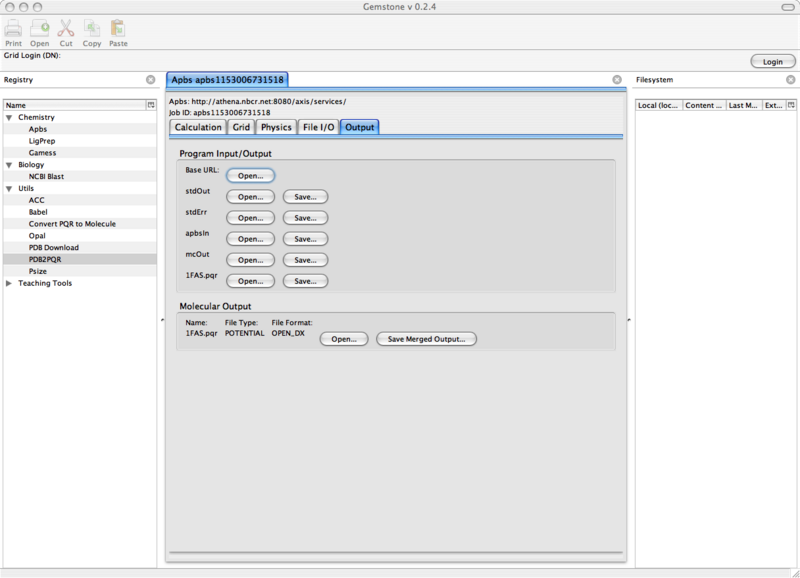 Gemstone v 0.2.4
Print Open Cut Copy Paste
Grid Login (DN):
Login
Registry
Name
Chemistry
Apbs
LigPrep
Gamess
Biology
NCBI Blast
Utils
ACC
Babel
Convert PQR to Molecule
Opal
PDB Download
PDB2PQR
Psize
Teaching Tools
Apbs apbs1153006731518
Apbs: http://athena.nbcr.net:8080/axis/services/
Job ID: apbs1153006731518
Calculation Grid Physics File I/O Output
Program Input/Output
Base URL: Open...
stdOut Open... Save...
stdErr Open... Save...
apbsIn Open... Save...
mcOut Open... Save...
1FAS.pqr Open... Save...
Molecular Output
Name: File Type: File Format:
1FAS.pqr POTENTIAL OPEN_DX Open... Save Merged Output...
Filesystem
Local (loc... Content ... Last M... Ext...